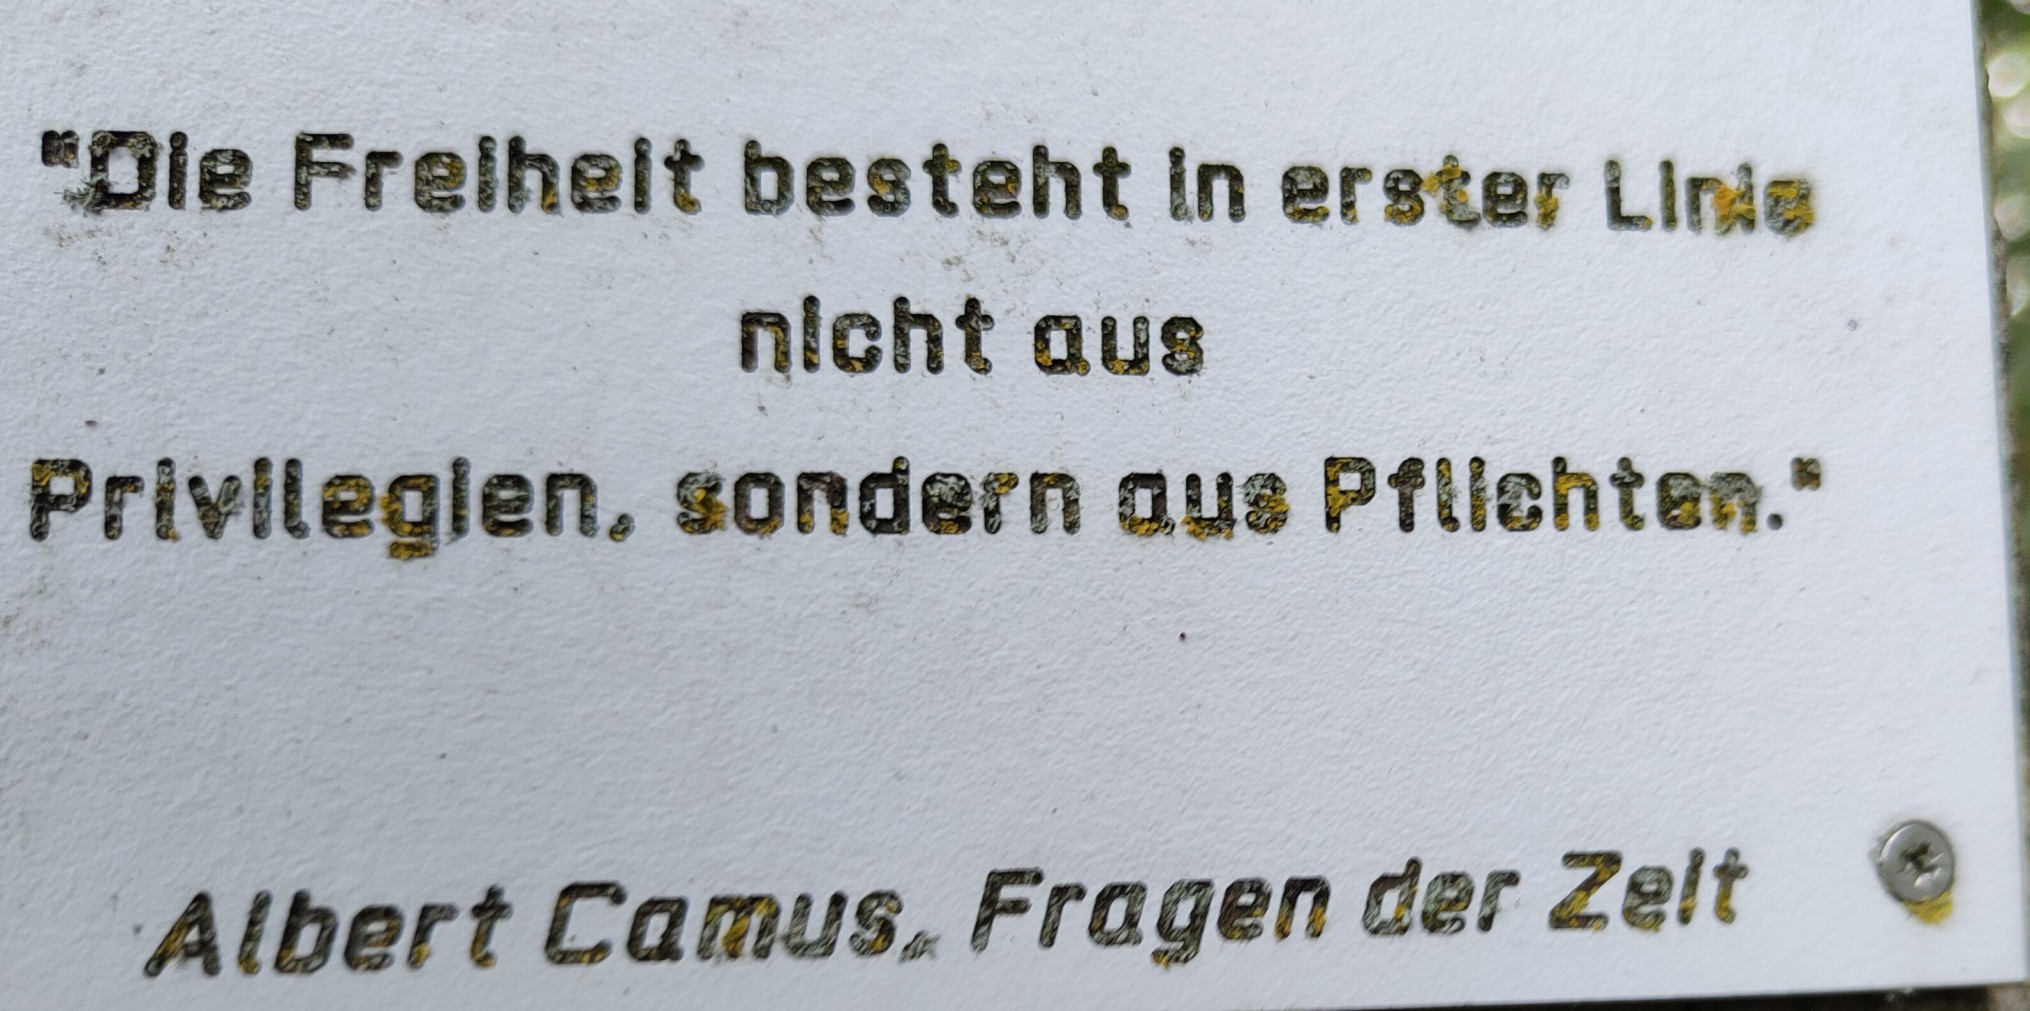 "Die Freiheit besteht in erster Linie
nicht aus
Privilegien, sondern aus Pflichten."
Albert Camus, Fragen der Zeit